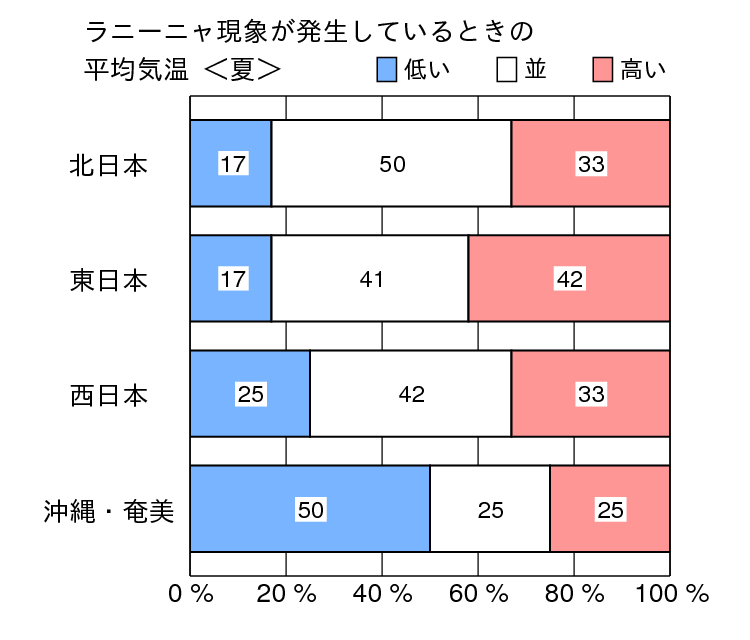 ラニーニャ現象が発生しているときの
平均気温 ＜夏＞ 低い 並 高い
北日本 17 50 33
東日本 17 41 42
西日本 25 42 33
沖縄・奄美 50 25 25
0 % 20 % 40 % 60 % 80 % 100 %